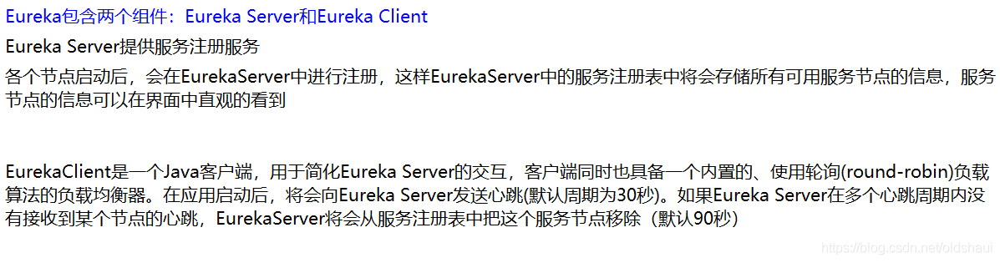 Eureka包含两个组件：Eureka Server和Eureka Client
Eureka Server提供服务注册服务
各个节点启动后，会在EurekaServer中进行注册，这样EurekaServer中的服务注册表中将会存储所有可用服务节点的信息，服务
节点的信息可以在界面中直观的看到
EurekaClient是一个Java客户端，用于简化Eureka Server的交互，客户端同时也具备一个内置的、使用轮询(round-robin)负载
算法的负载均衡器。在应用启动后，将会向Eureka Server发送心跳(默认周期为30秒)。如果Eureka Server在多个心跳周期内没
有接收到某个节点的心跳，EurekaServer将会从服务注册表中把这个服务节点移除（默认90秒）
https://blog.csdn.net/oldshaui